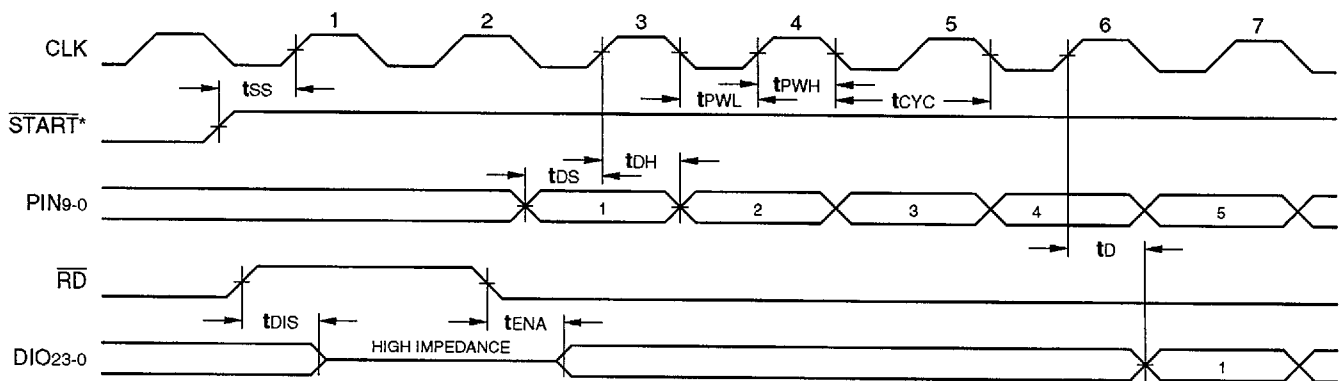 1 2 3 4 5 6 7
CLK
tSS tPWL tPWH tCYC
START*
tDS tDH
PIN9-0 1 2 3 4 5
tD
RD
tDIS tENA
DIO23-0 HIGH IMPEDANCE 1